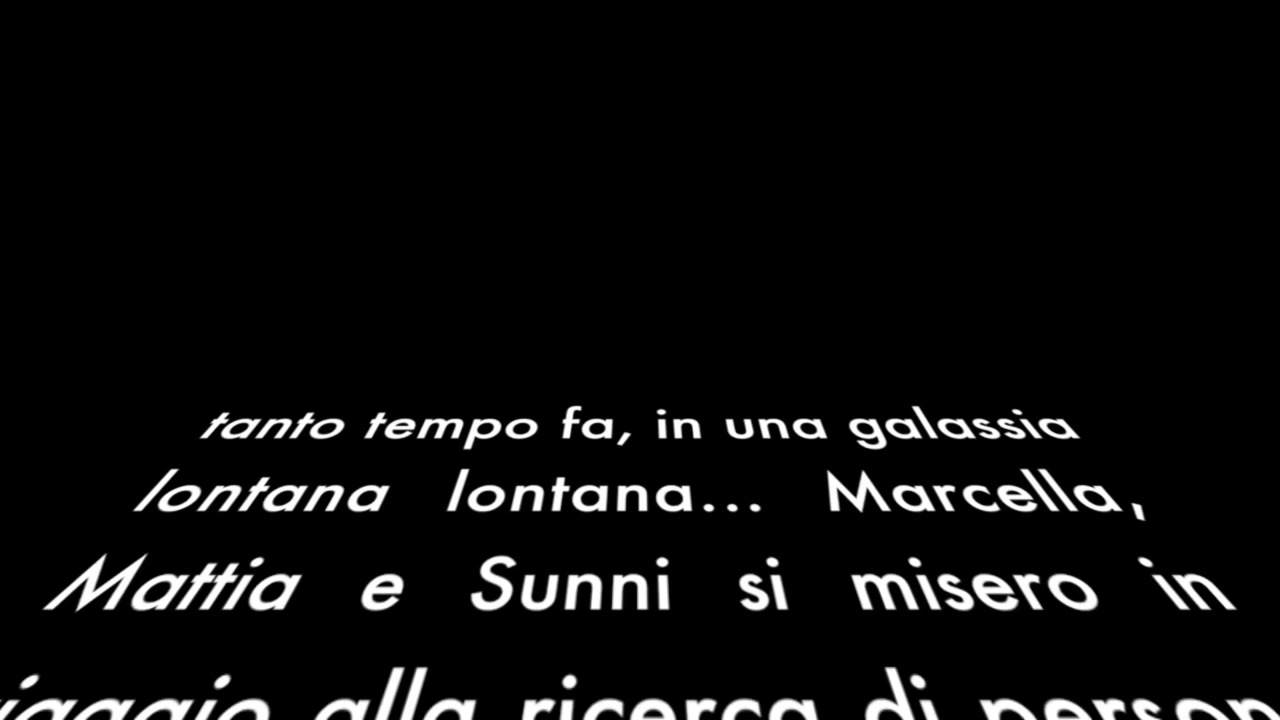 tanto tempo fa, in una galassia
lontana lontana... Marcella,
Mattia e Sunni si misero in
alla ricerca di